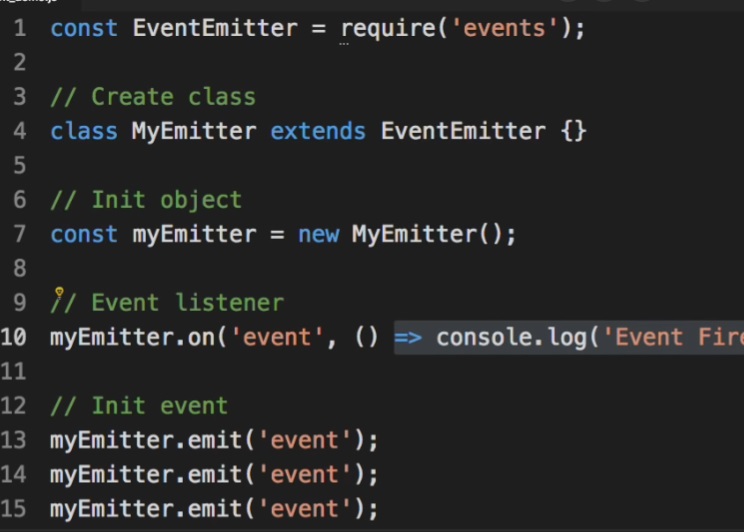 1 const EventEmitter = require('events');
2
3 // Create class
4 class MyEmitter extends EventEmitter {}
5
6 // Init object
7 const myEmitter = new MyEmitter();
8
9 // Event listener
10 myEmitter.on('event', () => console.log('Event Fire
11
12 // Init event
13 myEmitter.emit('event');
14 myEmitter.emit('event');
15 myEmitter.emit('event');